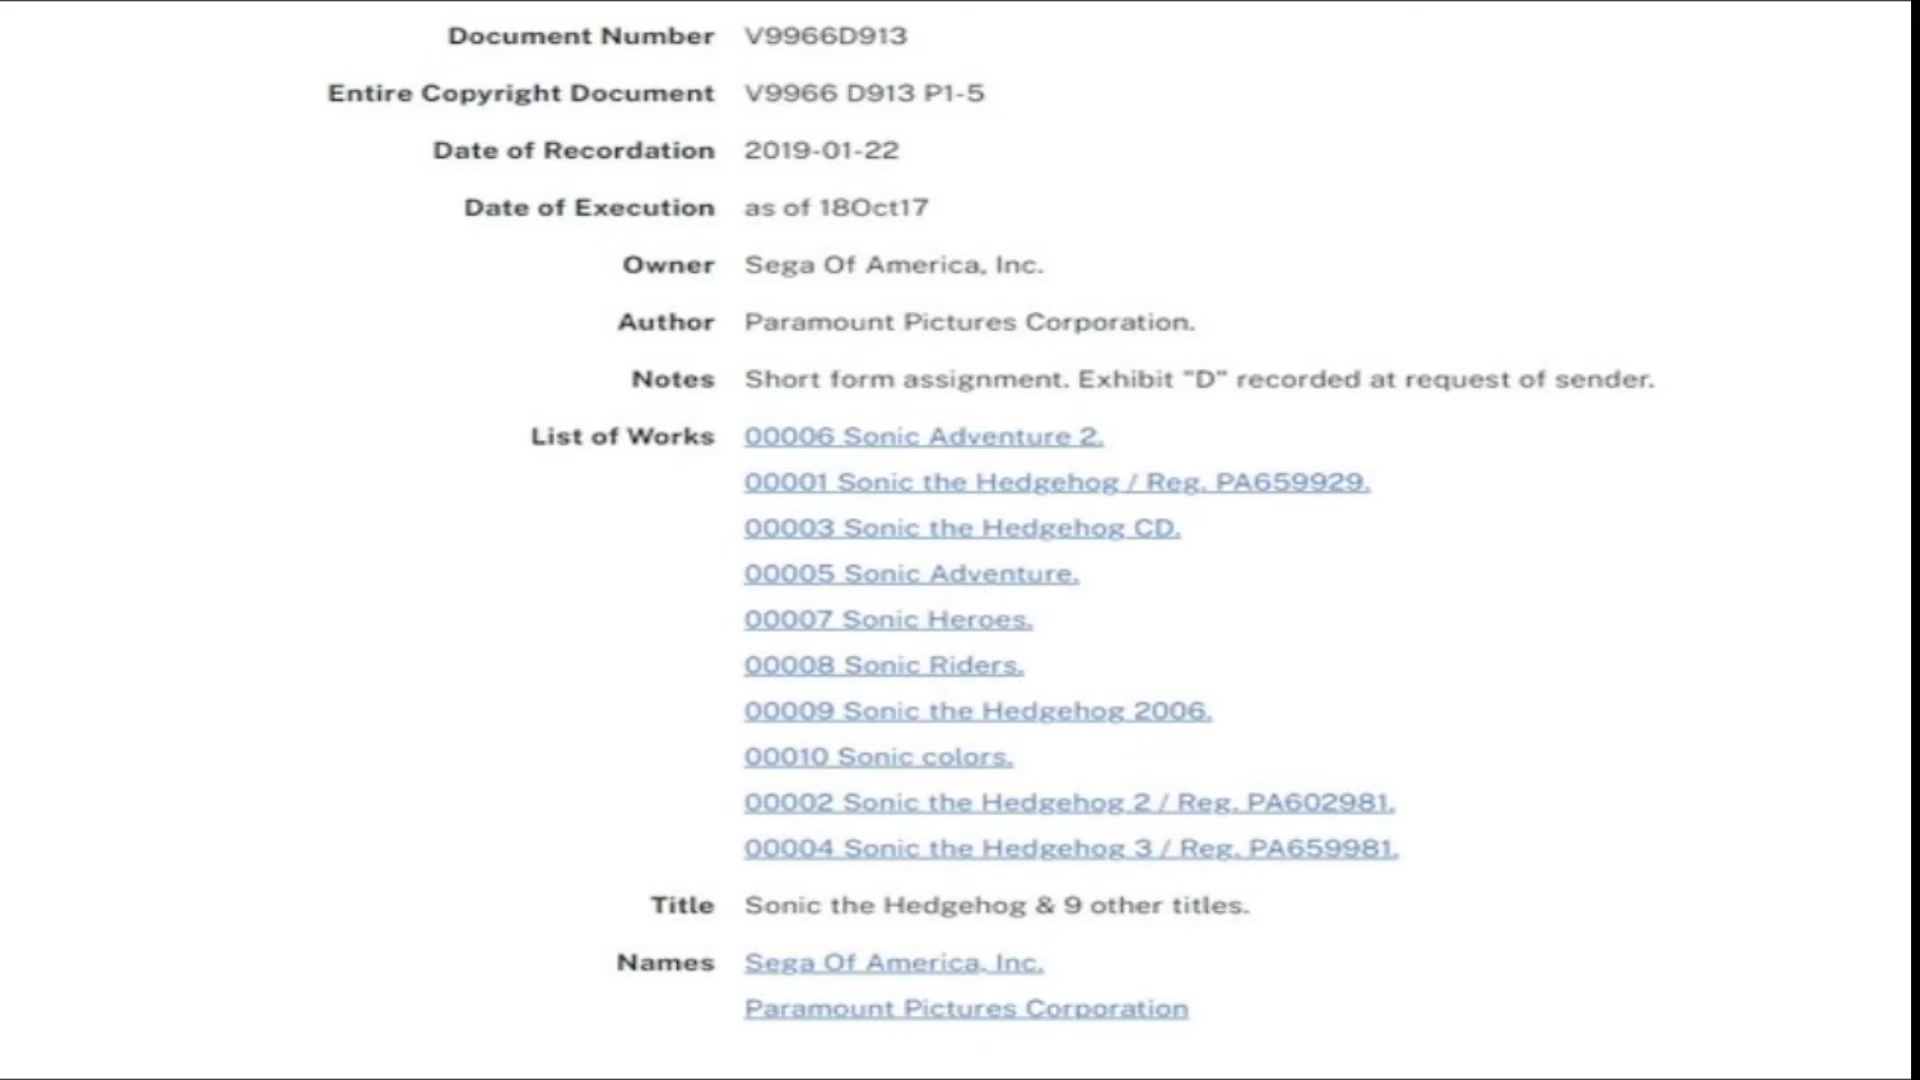 Document Number V9966D913
Entire Copyright Document V9966 D913 P1-5
Date of Recordation 2019-01-22
Date of Execution as of 18Oct17
Owner Sega Of America, Inc.
Author Paramount Pictures Corporation.
Notes Short form assignment. Exhibit "D" recorded at request of sender.
List of Works 00006 Sonic Adventure 2.
00001 Sonic the Hedgehog / Reg. PA659929.
00003 Sonic the Hedgehog CD.
00005 Sonic Adventure.
00007 Sonic Heroes.
00008 Sonic Riders.
00009 Sonic the Hedgehog 2006.
00010 Sonic colors.
00002 Sonic the Hedgehog 2 / Reg. PA602981.
00004 Sonic the Hedgehog 3 / Reg. PA659981.
Title Sonic the Hedgehog & 9 other titles.
Names Sega Of America, Inc.
Paramount Pictures Corporation